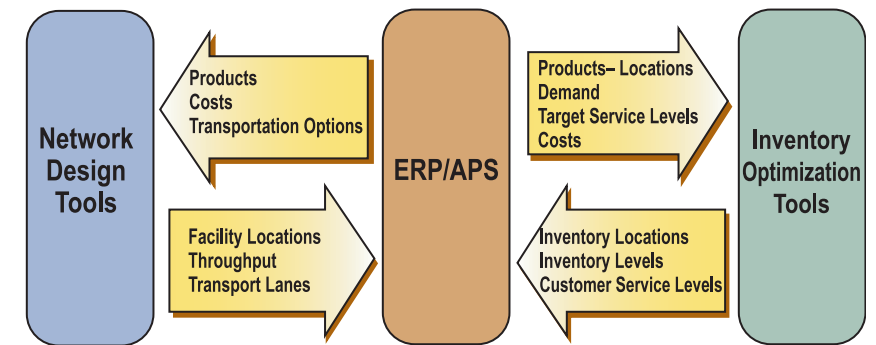 Network
Design
Tools
Products
Costs
Transportation Options
Facility Locations
Throughput
Transport Lanes
ERP/APS
Products– Locations
Demand
Target Service Levels
Costs
Inventory Locations
Inventory Levels
Customer Service Levels
Inventory
Optimization
Tools